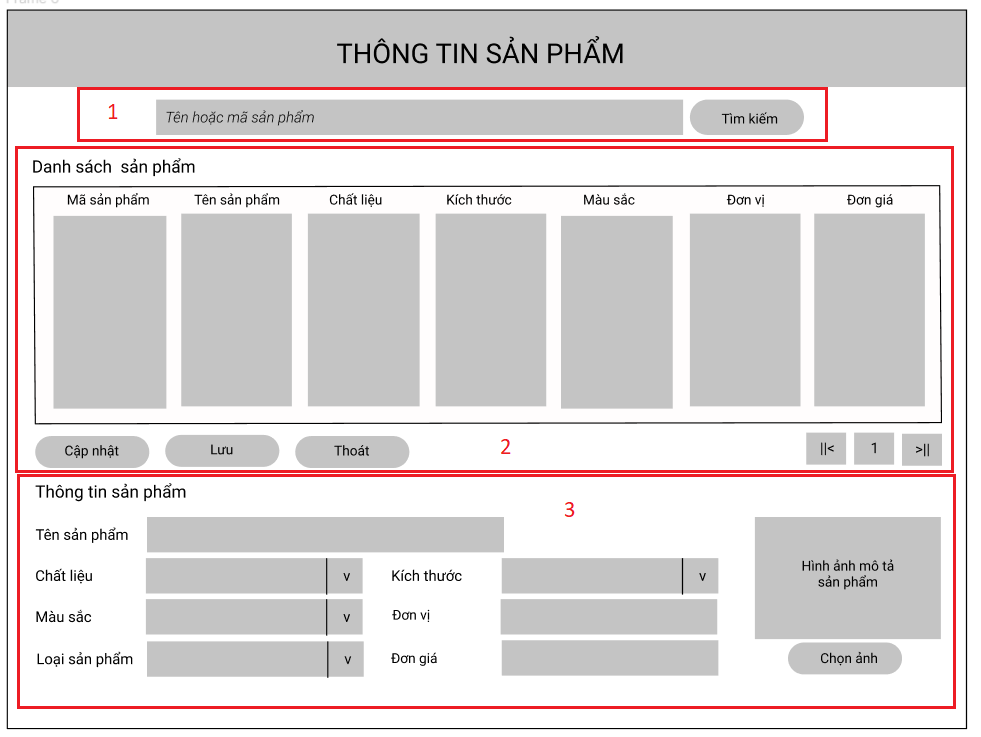 THÔNG TIN SẢN PHẨM
1
Tên hoặc mã sản phẩm
Tìm kiếm
Danh sách sản phẩm
Mã sản phẩm Tên sản phẩm Chất liệu Kích thước Màu sắc Đơn vị Đơn giá
Cập nhật Lưu Thoát 2 ||< 1 >||
Thông tin sản phẩm
3
Tên sản phẩm
Chất liệu v Kích thước v
Màu sắc v Đơn vị
Loại sản phẩm v Đơn giá
Hình ảnh mô tả
sản phẩm
Chọn ảnh